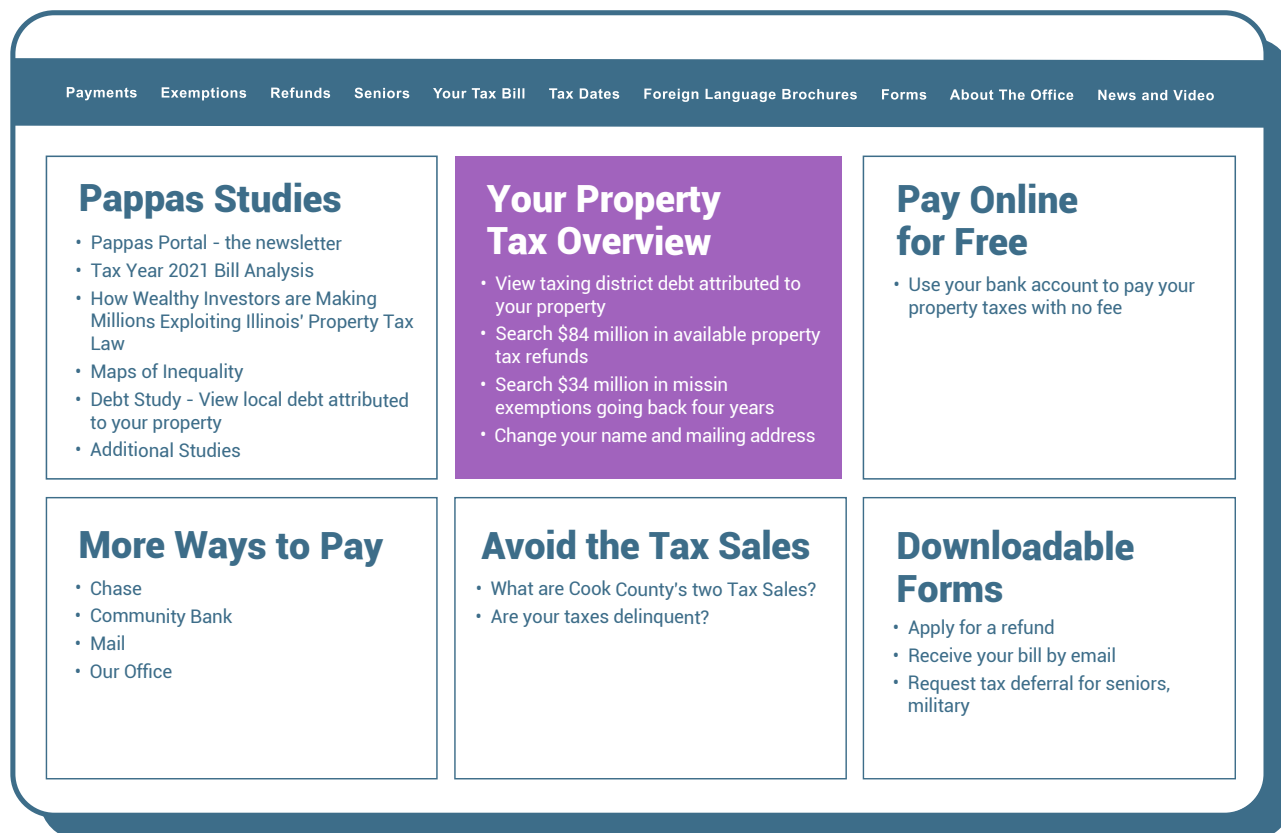 Payments Exemptions Refunds Seniors Your Tax Bill Tax Dates Foreign Language Brochures Forms About The Office News and Video
Pappas Studies
• Pappas Portal - the newsletter
• Tax Year 2021 Bill Analysis
• How Wealthy Investors are Making
Millions Exploiting Illinois' Property Tax
Law
• Maps of Inequality
• Debt Study - View local debt attributed
to your property
• Additional Studies
Your Property
Tax Overview
• View taxing district debt attributed to
your property
• Search $84 million in available property
tax refunds
• Search $34 million in missin
exemptions going back four years
• Change your name and mailing address
Pay Online
for Free
• Use your bank account to pay your
property taxes with no fee
More Ways to Pay
• Chase
• Community Bank
• Mail
• Our Office
Avoid the Tax Sales
• What are Cook County's two Tax Sales?
• Are your taxes delinquent?
Downloadable
Forms
• Apply for a refund
• Receive your bill by email
• Request tax deferral for seniors,
military